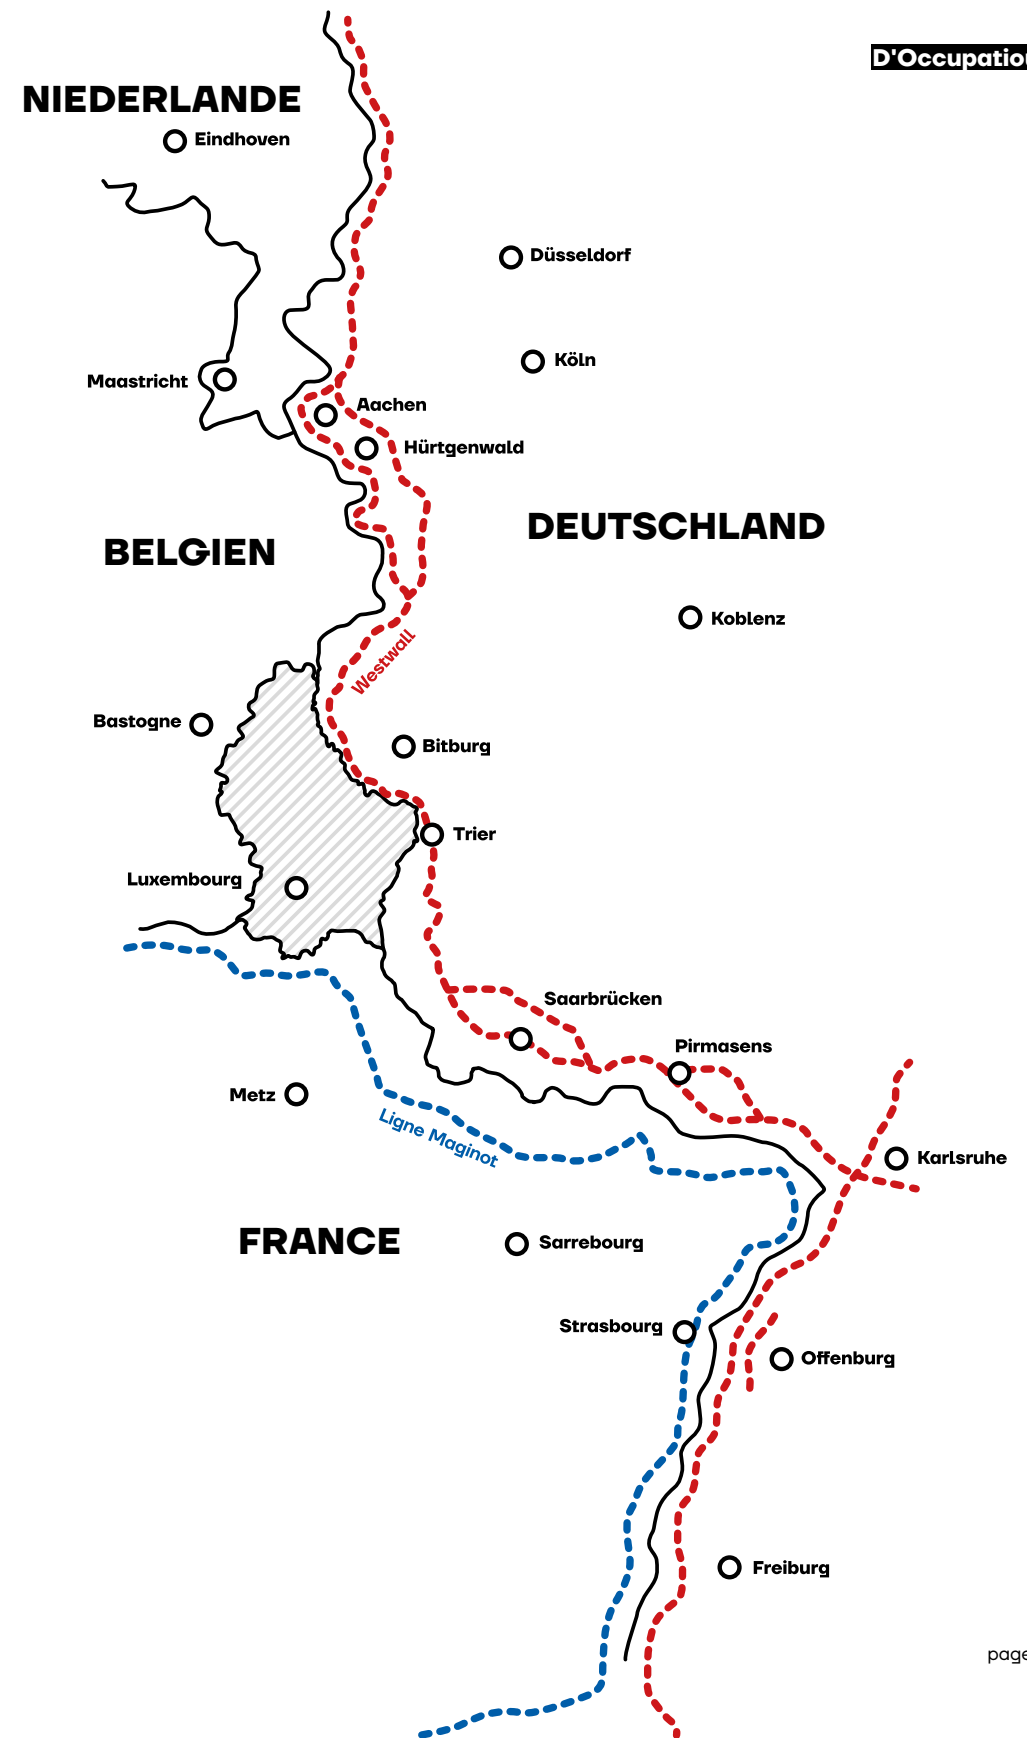 D'Occupatio
NIEDERLANDE
Eindhoven
Düsseldorf
Köln
Maastricht
Aachen
Hürtgenwald
DEUTSCHLAND
BELGIEN
Koblenz
Westwall
Bastogne
Bitburg
Trier
Luxembourg
Saarbrücken
Pirmasens
Metz
Ligne Maginot
Karlsruhe
FRANCE
Sarrebourg
Strasbourg
Offenburg
Freiburg
page